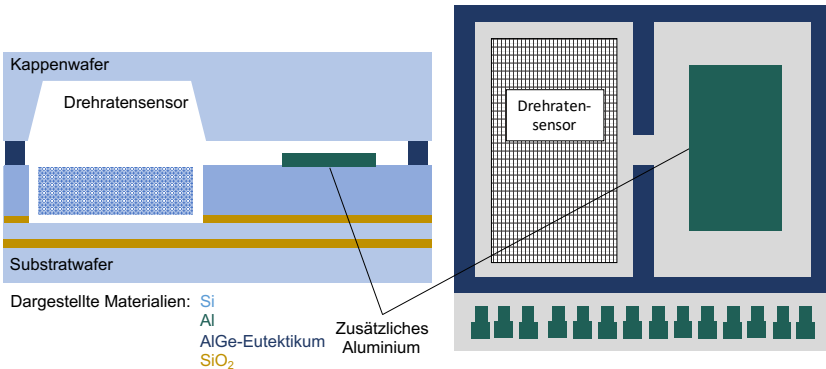 Kappenwafer
Drehratensensor
Drehraten-
sensor
Substratwafer
Dargestellte Materialien: Si
Al
AlGe-Eutektikum
SiO₂
Zusätzliches
Aluminium